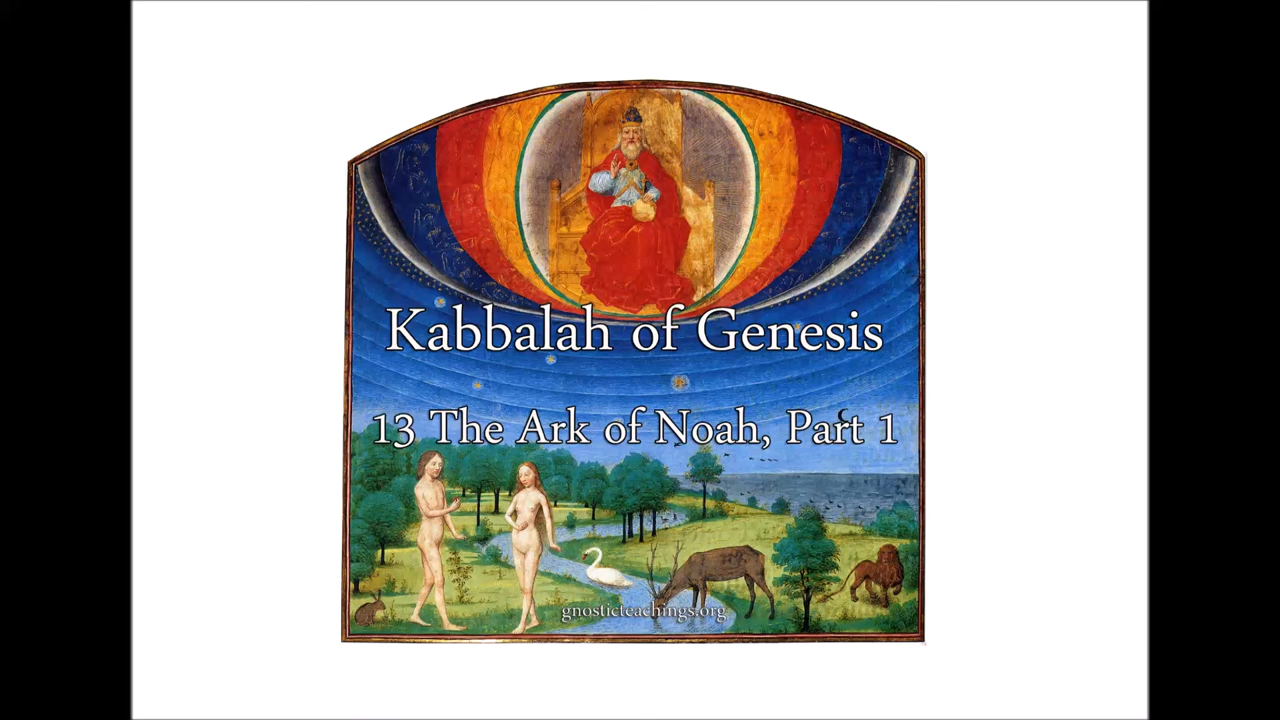 Kabbalah of Genesis
13 The Ark of Noah, Part 1
gnosticteachings.org